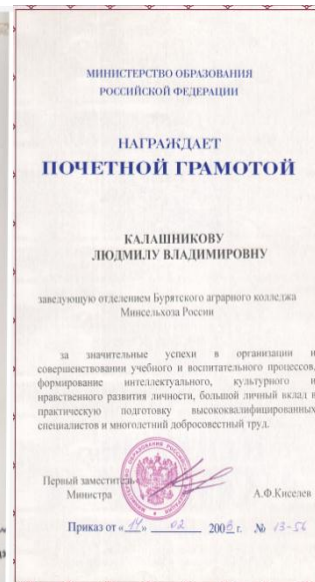 МИНИСТЕРСТВО ОБРАЗОВАНИЯ
РОССИЙСКОЙ ФЕДЕРАЦИИ
НАГРАЖДАЕТ
ПОЧЕТНОЙ ГРАМОТОЙ
КАЛАШНИКОВУ
ЛЮДМИЛУ ВЛАДИМИРОВНУ
заведующую отделением Бурятского аграрного колледжа
Минсельхоза России
за значительные успехи в организации и
совершенствовании учебного и воспитательного процессов,
формирование интеллектуального, культурного и
нравственного развития личности, большой личный вклад в
практическую подготовку высококвалифицированных
специалистов и многолетний добросовестный труд.
Первый заместитель
Министра А.Ф.Киселев
Приказ от « » 02 200 г. № 13-56